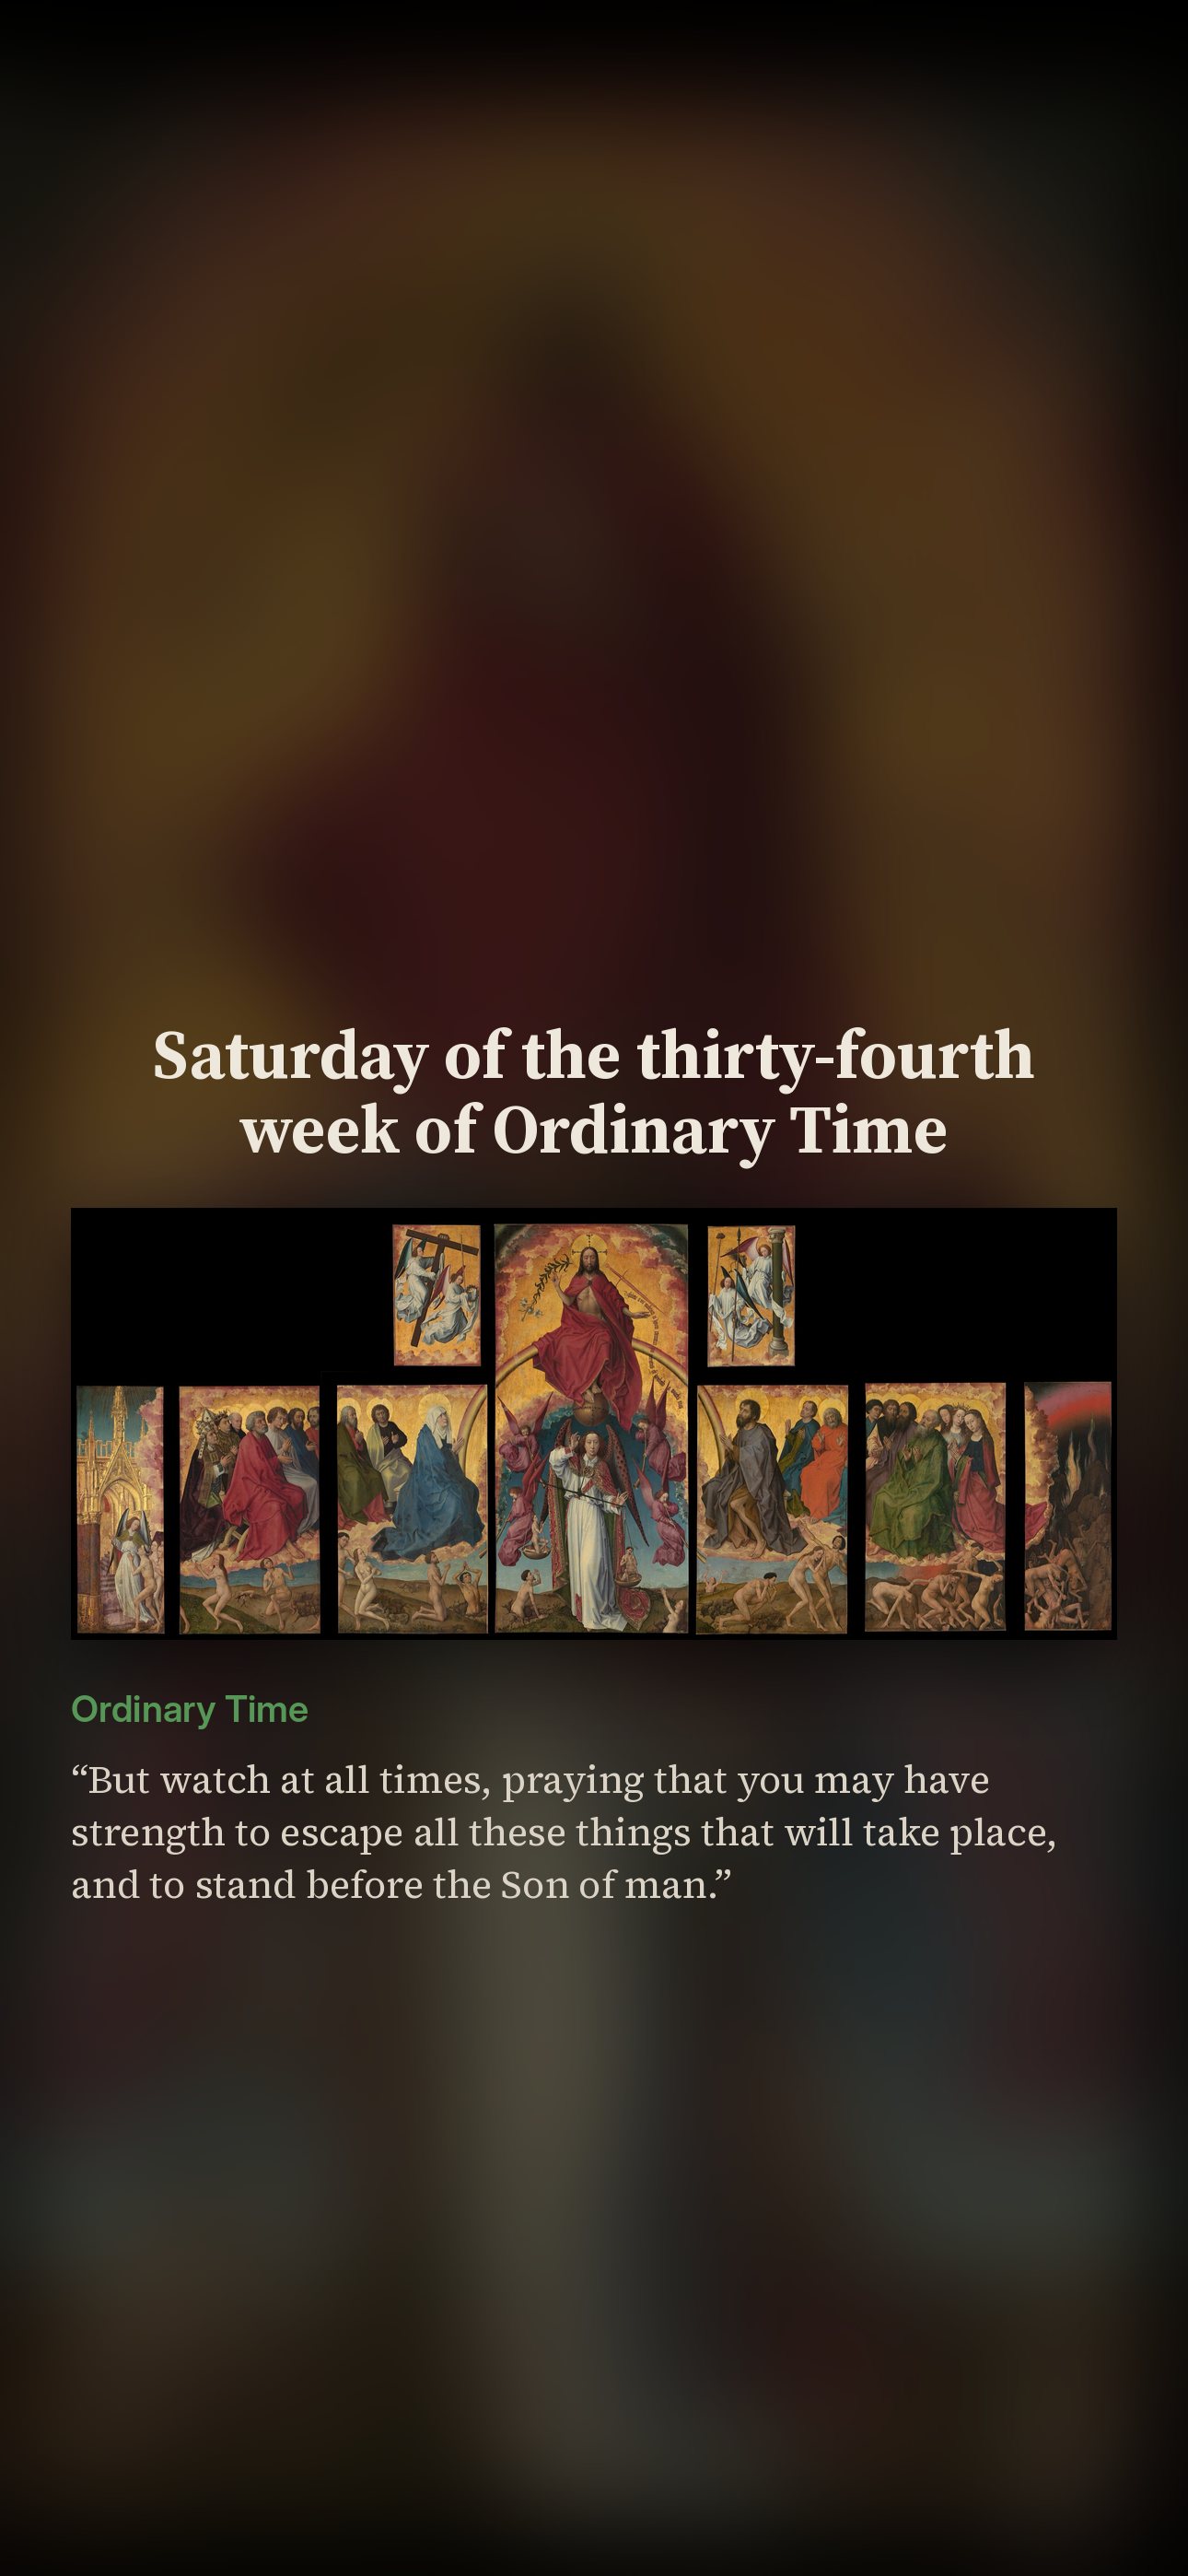 Saturday of the thirty-fourth
week of Ordinary Time
Ordinary Time
“But watch at all times, praying that you may have
strength to escape all these things that will take place,
and to stand before the Son of man.”